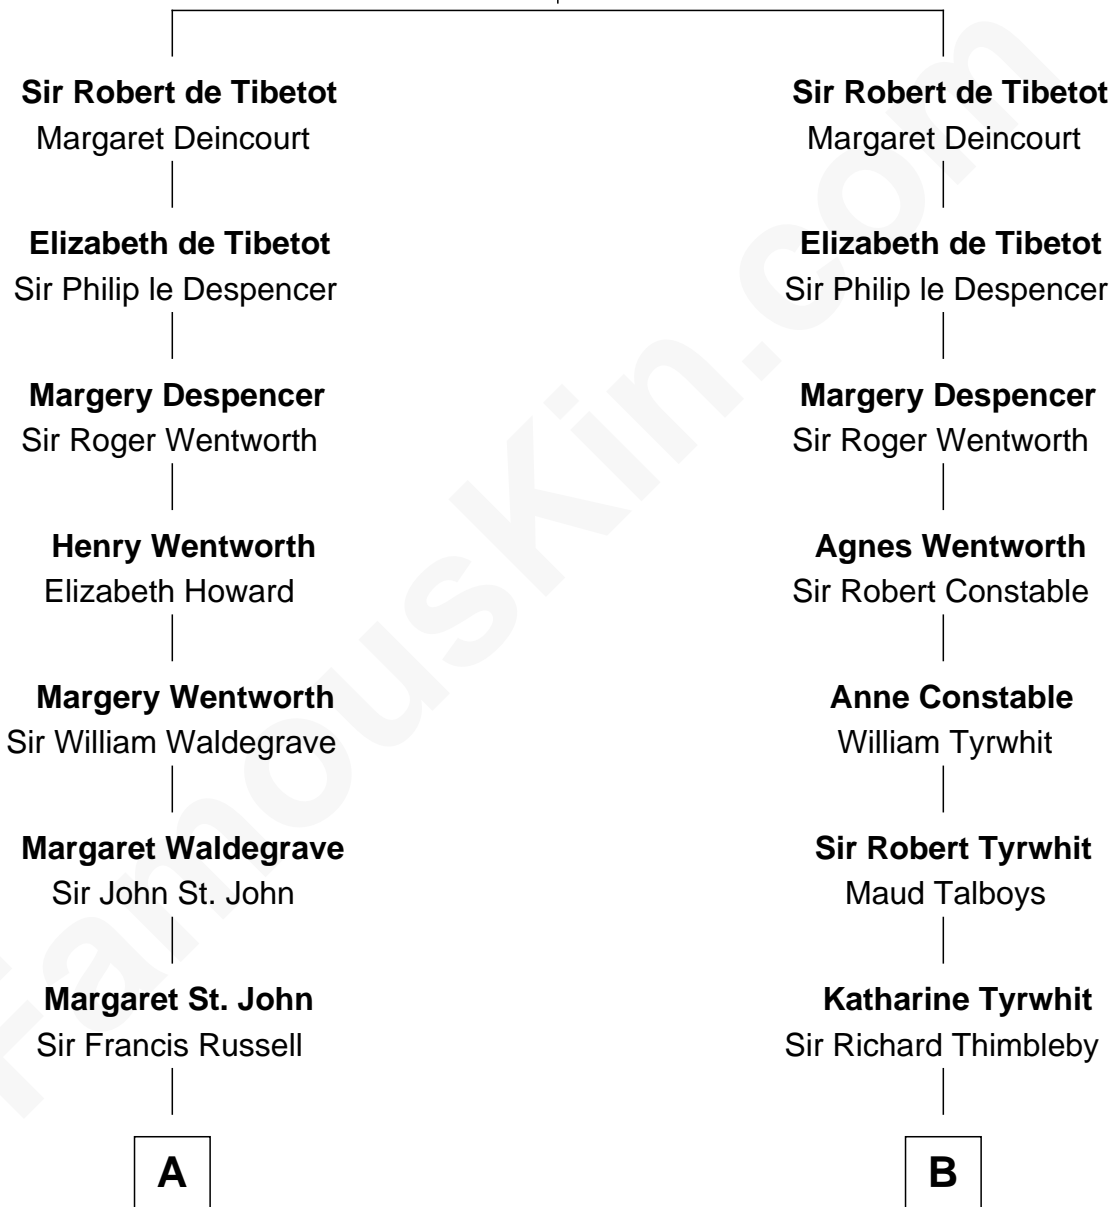 Sir Robert de Tibetot
Margaret Deincourt
Elizabeth de Tibetot
Sir Philip le Despencer
Margery Despencer
Sir Roger Wentworth
Henry Wentworth
Elizabeth Howard
Margery Wentworth
Sir William Waldegrave
Margaret Waldegrave
Sir John St. John
Margaret St. John
Sir Francis Russell
A
Sir Robert de Tibetot
Margaret Deincourt
Elizabeth de Tibetot
Sir Philip le Despencer
Margery Despencer
Sir Roger Wentworth
Agnes Wentworth
Sir Robert Constable
Anne Constable
William Tyrwhit
Sir Robert Tyrwhit
Maud Talboys
Katharine Tyrwhit
Sir Richard Thimbleby
B
FamousKin.com